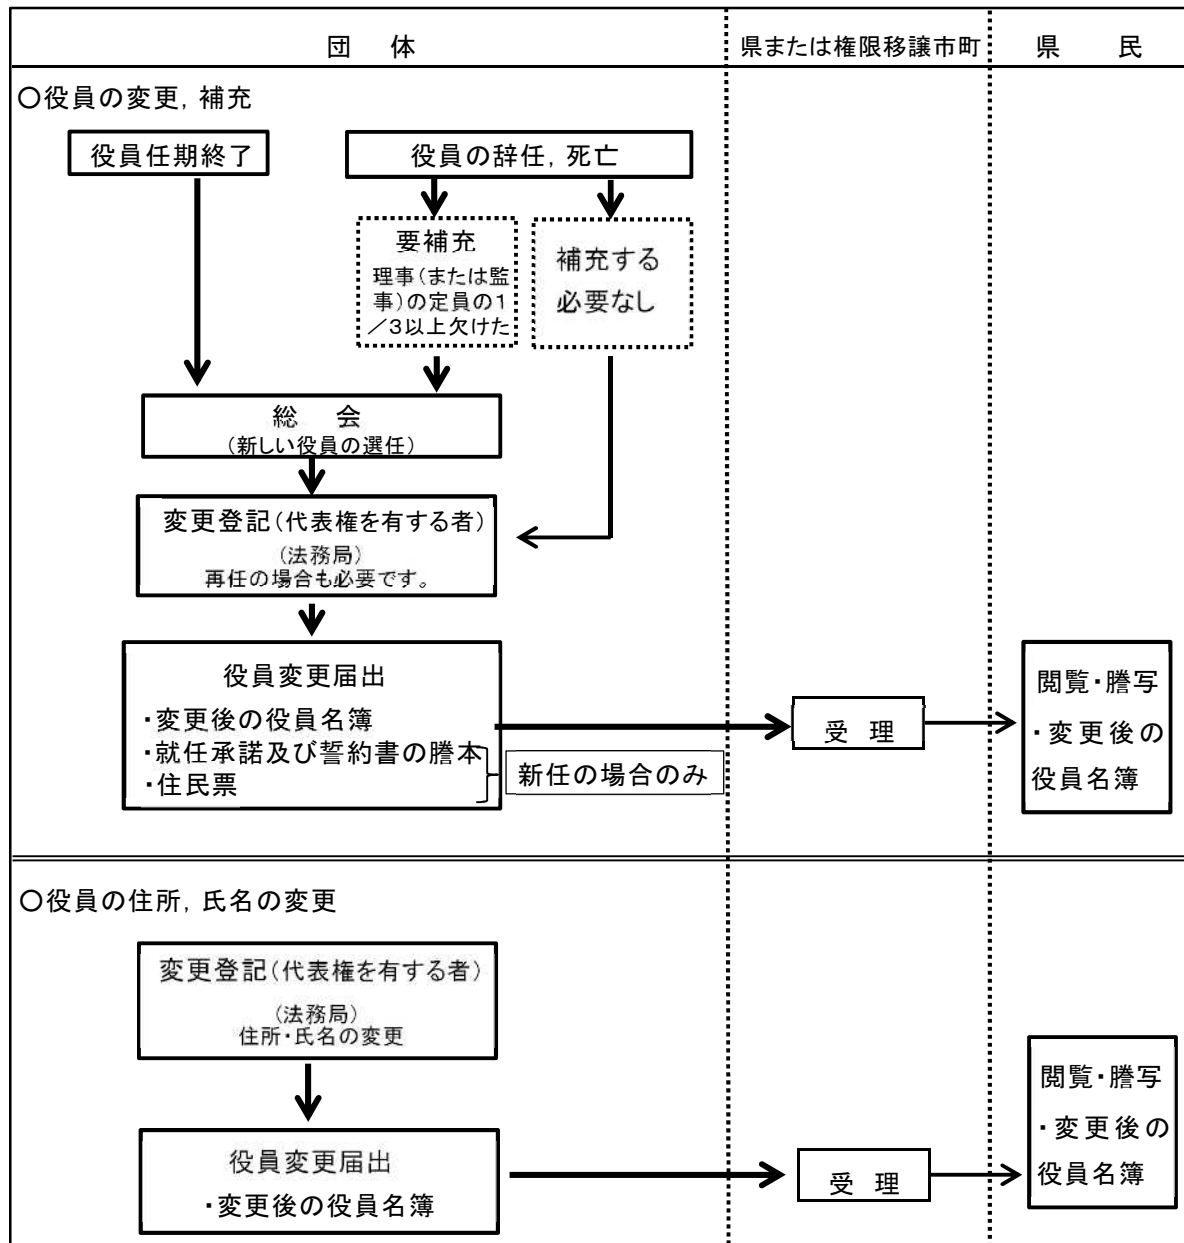 団　体
県または権限移譲市町
県　民
○役員の変更，補充
役員任期終了
役員の辞任，死亡
要補充
理事（または監
事）の定員の1
／3以上欠けた
補充する
必要なし
総　会
（新しい役員の選任）
変更登記（代表権を有する者）
（法務局）
再任の場合も必要です。
役員変更届出
・変更後の役員名簿
・就任承諾及び誓約書の謄本
・住民票
新任の場合のみ
受　理
閲覧・謄写
・変更後の
役員名簿
○役員の住所，氏名の変更
変更登記（代表権を有する者）
（法務局）
住所・氏名の変更
役員変更届出
・変更後の役員名簿
受　理
閲覧・謄写
・変更後の
役員名簿